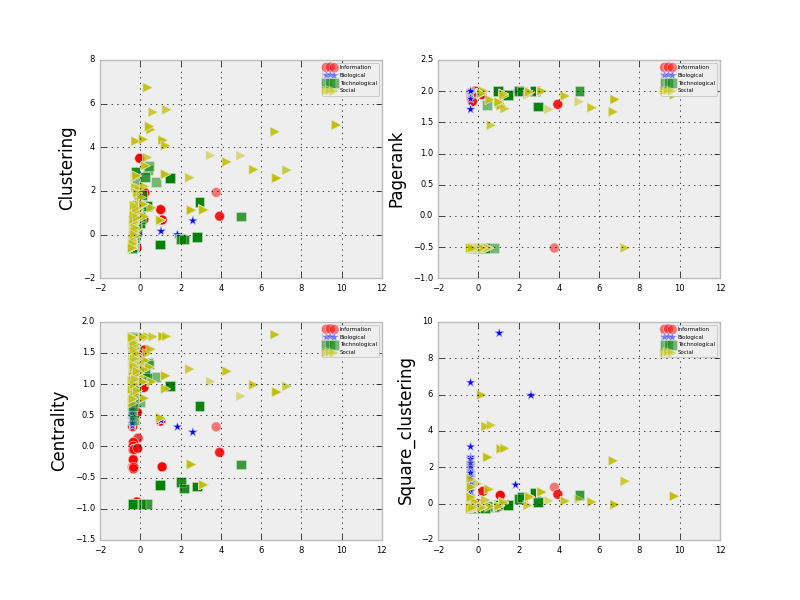 Clustering
8
6
4
2
0
−2
−2 0 2 4 6 8 10 12
Information
Biological
Technological
Social
Pagerank
2.5
2.0
1.5
1.0
0.5
0.0
−0.5
−1.0
−2 0 2 4 6 8 10 12
Information
Biological
Technological
Social
Centrality
2.0
1.5
1.0
0.5
0.0
−0.5
−1.0
−1.5
−2 0 2 4 6 8 10 12
Information
Biological
Technological
Social
Square_clustering
10
8
6
4
2
0
−2
−2 0 2 4 6 8 10 12
Information
Biological
Technological
Social